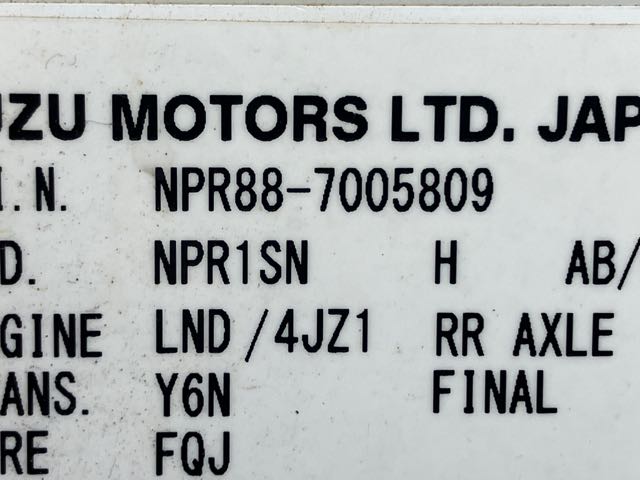 UZU MOTORS LTD. JAP
I.N. NPR88-7005809
D. NPR1SN H AB/
GINE LND/4JZ1 RR AXLE
ANS. Y6N FINAL
RE FQJ